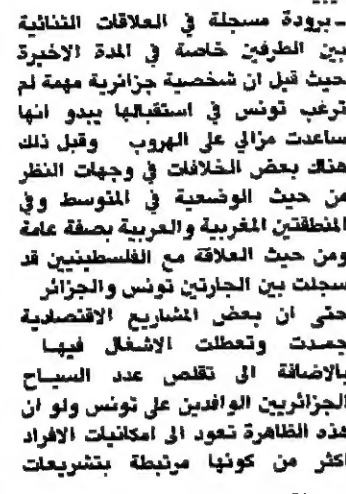 ـ برودة مسجلة في العلاقات الثنائية
بين الطرفين خاصة في المدة الاخيرة
حيث قيل ان شخصية جزائرية مهمة لم
ترغب تونس في استقبالها يبدو انها
ساعدت مزالي على الهروب وقبل ذلك
هناك بعض الخلافات في وجهات النظر
من حيث الوضعية في المتوسط وفي
المنطقتين المغربية والعربية بصفة عامة
ومن حيث العلاقة مع الفلسطينيين قد
سجلت بين الجارتين تونس والجزائر
حتى ان بعض المشاريع الاقتصادية
جمدت وتعطلت الاشغال فيها
بالاضافة الى تقلص عدد السياح
الجزائريين الوافدين على تونس ولو ان
هذه الظاهرة تعود الى امكانيات الافراد
اكثر من كونها مرتبطة بتشريعات